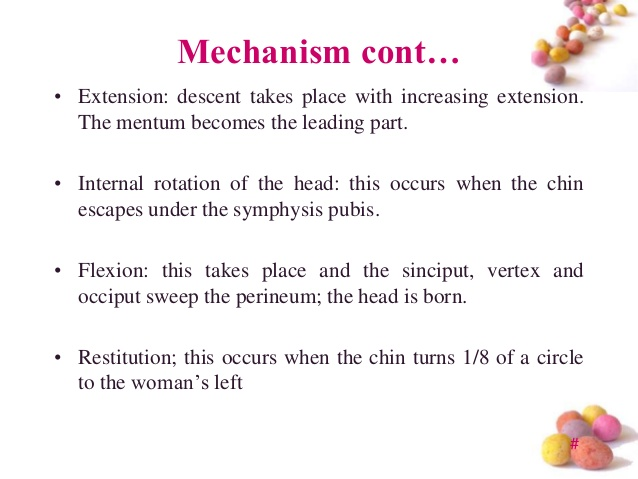 Mechanism cont…
• Extension: descent takes place with increasing extension.
The mentum becomes the leading part.
• Internal rotation of the head: this occurs when the chin
escapes under the symphysis pubis.
• Flexion: this takes place and the sinciput, vertex and
occiput sweep the perineum; the head is born.
• Restitution; this occurs when the chin turns 1/8 of a circle
to the woman’s left
#